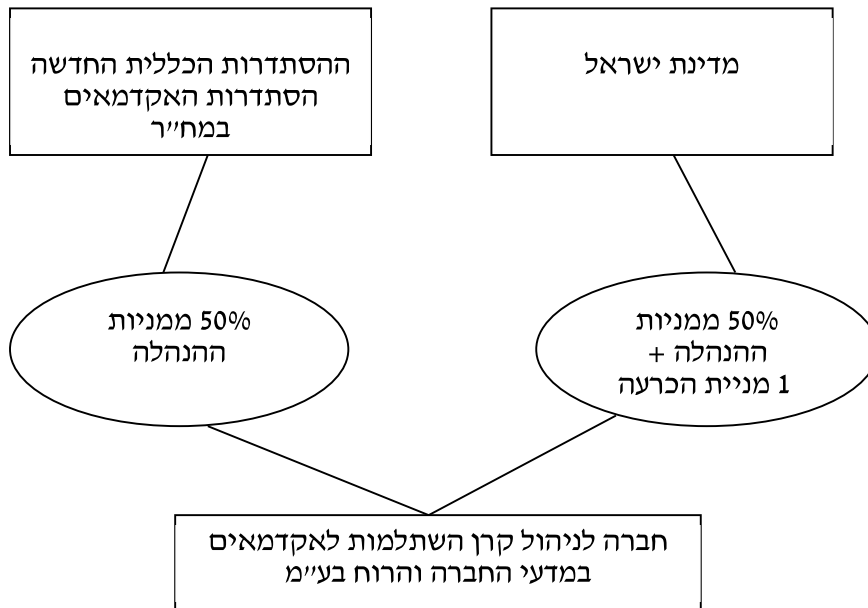 ההסתדרות הכללית החדשה
הסתדרות האקדמאים
במח״ר
מדינת ישראל
50% ממניות
ההנהלה
50% ממניות
ההנהלה +
1 מניית הכרעה
חברה לניהול קרן השתלמות לאקדמאים
במדעי החברה והרוח בע״מ